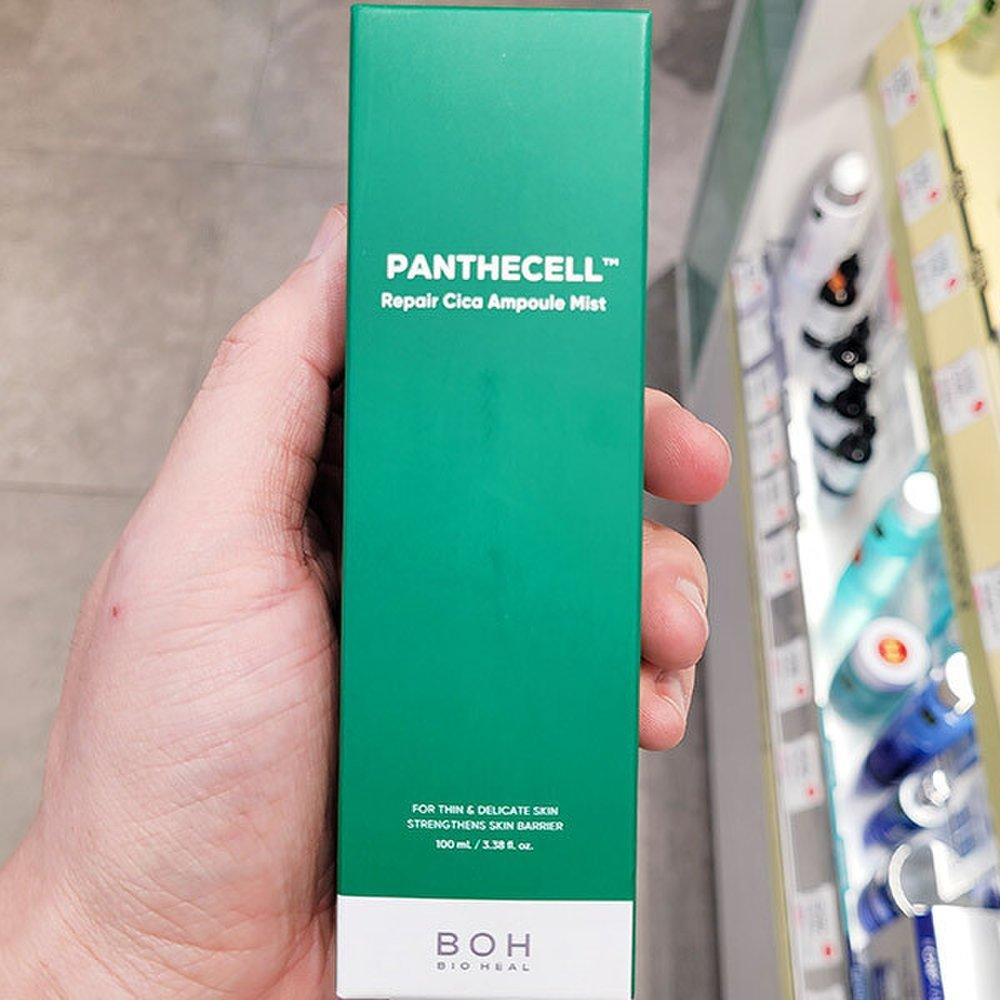 PANTHECELL™
Repair Cica Ampoule Mist
FOR THIN & DELICATE SKIN
STRENGTHENS SKIN BARRIER
100 mL / 3.38 fl. oz.
BOH
BIO HEAL